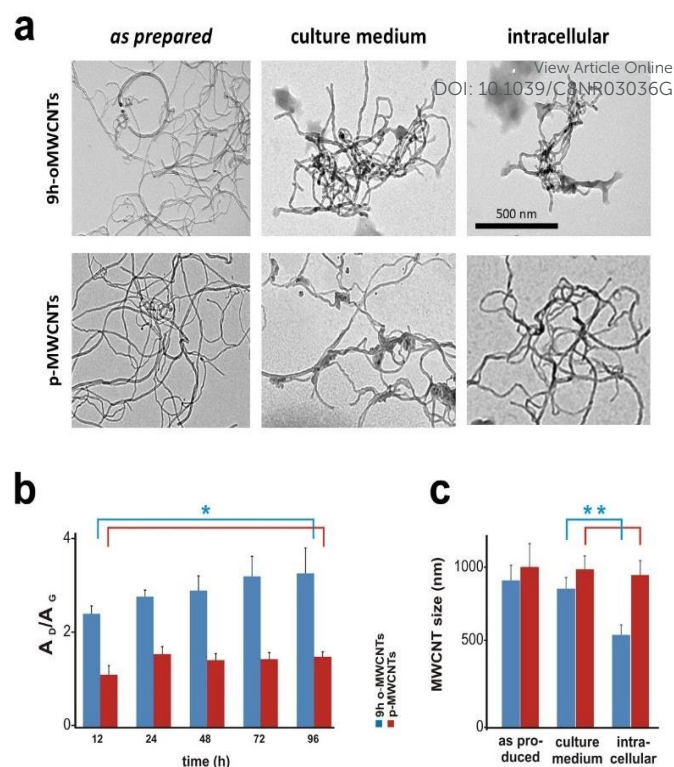 a
as prepared
culture medium
intracellular
View Article Online
DOI: 10.1039/C8NR03036G
9h-oMWCNTs
500 nm
p-MWCNTs
b
*
4
2
0
A D/A G
12
24
48
72
96
time (h)
9h o-MWCNTs
p-MWCNTs
c
**
1000
500
0
MWCNT size (nm)
as pro-
duced
culture
medium
intra-
cellular